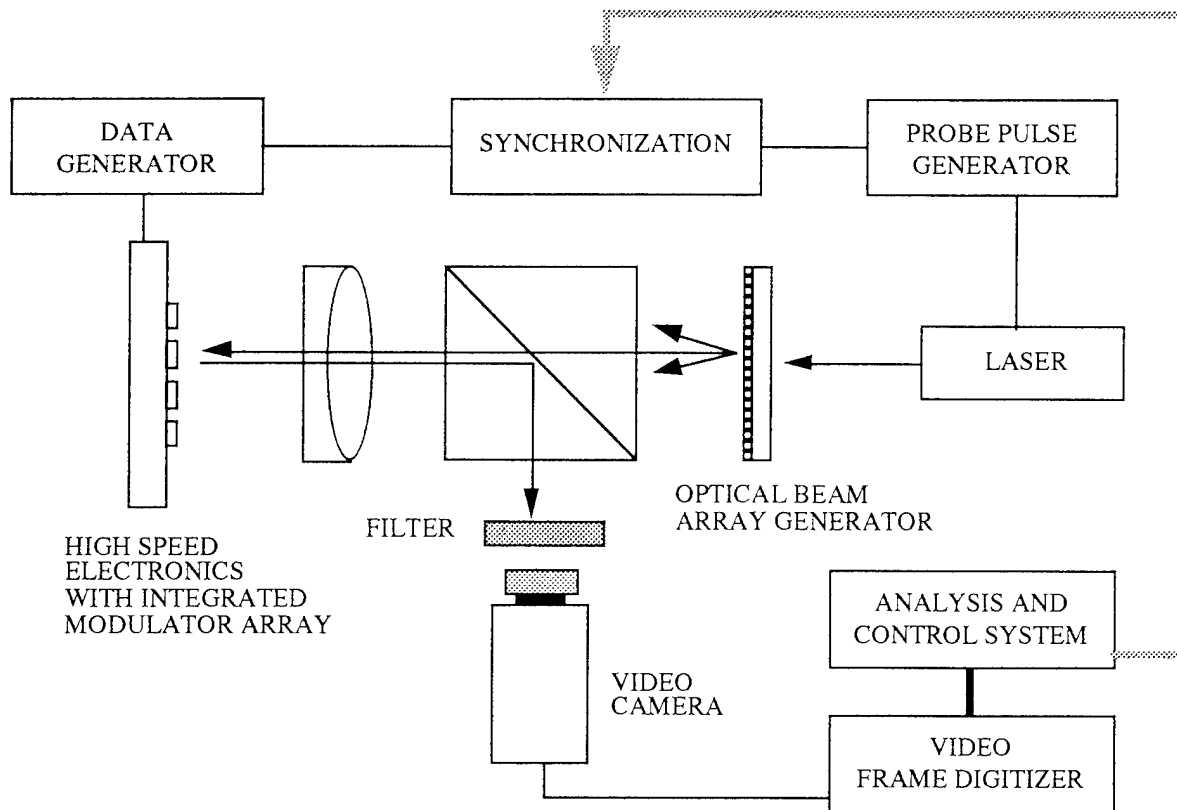 DATA
GENERATOR
SYNCHRONIZATION
PROBE PULSE
GENERATOR
LASER
OPTICAL BEAM
ARRAY GENERATOR
FILTER
HIGH SPEED
ELECTRONICS
WITH INTEGRATED
MODULATOR ARRAY
VIDEO
CAMERA
ANALYSIS AND
CONTROL SYSTEM
VIDEO
FRAME DIGITIZER